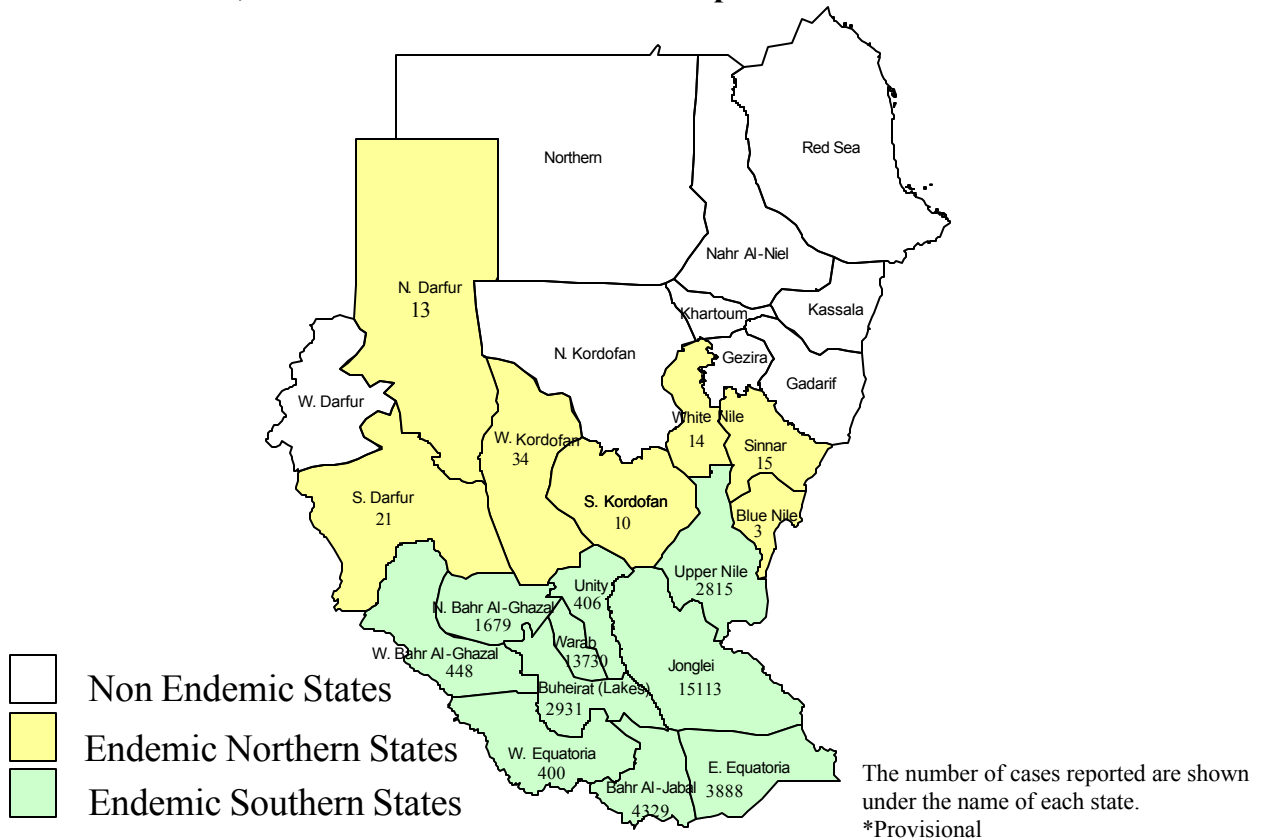 Northern
Red Sea
Nahr Al-Niel
N. Darfur
13
Khartoum
Kassala
N. Kordofan
Gezira
Gadarif
W. Darfur
White Nile
14
W. Kordofan
34
Sinnar
15
S. Darfur
21
S. Kordofan
10
Blue Nile
3
Upper Nile
2815
Unity
406
N. Bahr Al-Ghazal
1679
Warab
13730
W. Bahr Al-Ghazal
448
Jonglei
15113
Buheirat (Lakes)
2931
W. Equatoria
400
E. Equatoria
3888
Bahr Al-Jabal
4329
Non Endemic States
Endemic Northern States
Endemic Southern States
The number of cases reported are shown
under the name of each state.
*Provisional